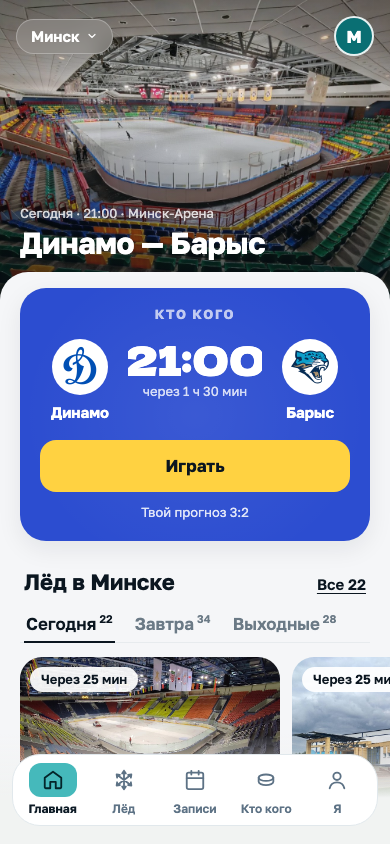 Минск
М
Сегодня · 21:00 · Минск-Арена
Динамо — Барыс
КТО КОГО
21:00
через 1 ч 30 мин
Динамо
Барыс
Играть
Твой прогноз 3:2
Лёд в Минске
Все 22
Сегодня 22 Завтра 34 Выходные 28
Через 25 мин
Через 25 ми
Главная Лёд Записи Кто кого Я